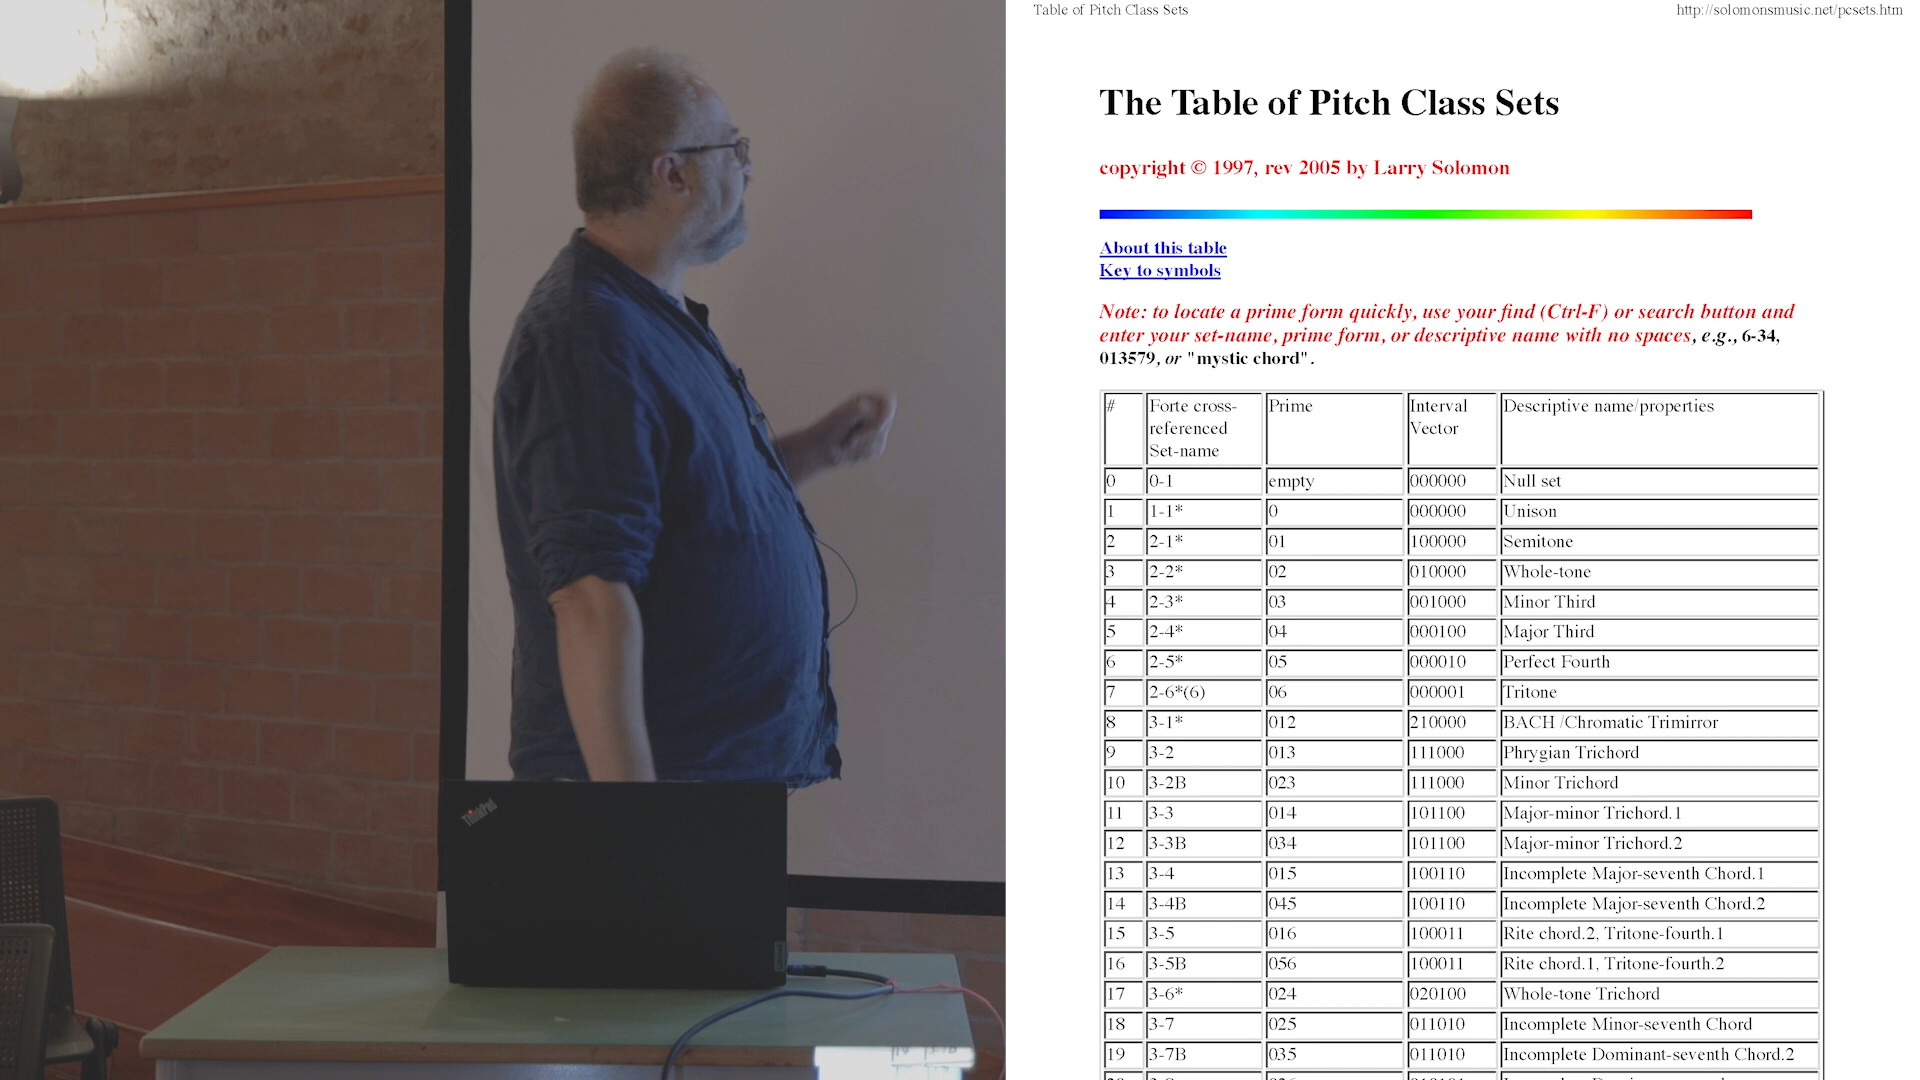 Table of Pitch Class Sets
http://solomonsmusic.net/pcsets.htm
The Table of Pitch Class Sets
copyright © 1997, rev 2005 by Larry Solomon
About this table
Key to symbols
Note: to locate a prime form quickly, use your find (Ctrl-F) or search button and
enter your set-name, prime form, or descriptive name with no spaces, e.g., 6-34,
013579, or "mystic chord".
# Forte cross-referenced Set-name Prime Interval Vector Descriptive name/properties
0 0-1 empty 000000 Null set
1 1-1* 0 000000 Unison
2 2-1* 01 100000 Semitone
3 2-2* 02 010000 Whole-tone
4 2-3* 03 001000 Minor Third
5 2-4* 04 000100 Major Third
6 2-5* 05 000010 Perfect Fourth
7 2-6*(6) 06 000001 Tritone
8 3-1* 012 210000 BACH /Chromatic Trimirror
9 3-2 013 111000 Phrygian Trichord
10 3-2B 023 111000 Minor Trichord
11 3-3 014 101100 Major-minor Trichord.1
12 3-3B 034 101100 Major-minor Trichord.2
13 3-4 015 100110 Incomplete Major-seventh Chord.1
14 3-4B 045 100110 Incomplete Major-seventh Chord.2
15 3-5 016 100011 Rite chord.2, Tritone-fourth.1
16 3-5B 056 100011 Rite chord.1, Tritone-fourth.2
17 3-6* 024 020100 Whole-tone Trichord
18 3-7 025 011010 Incomplete Minor-seventh Chord
19 3-7B 035 011010 Incomplete Dominant-seventh Chord.2
ThinkPad